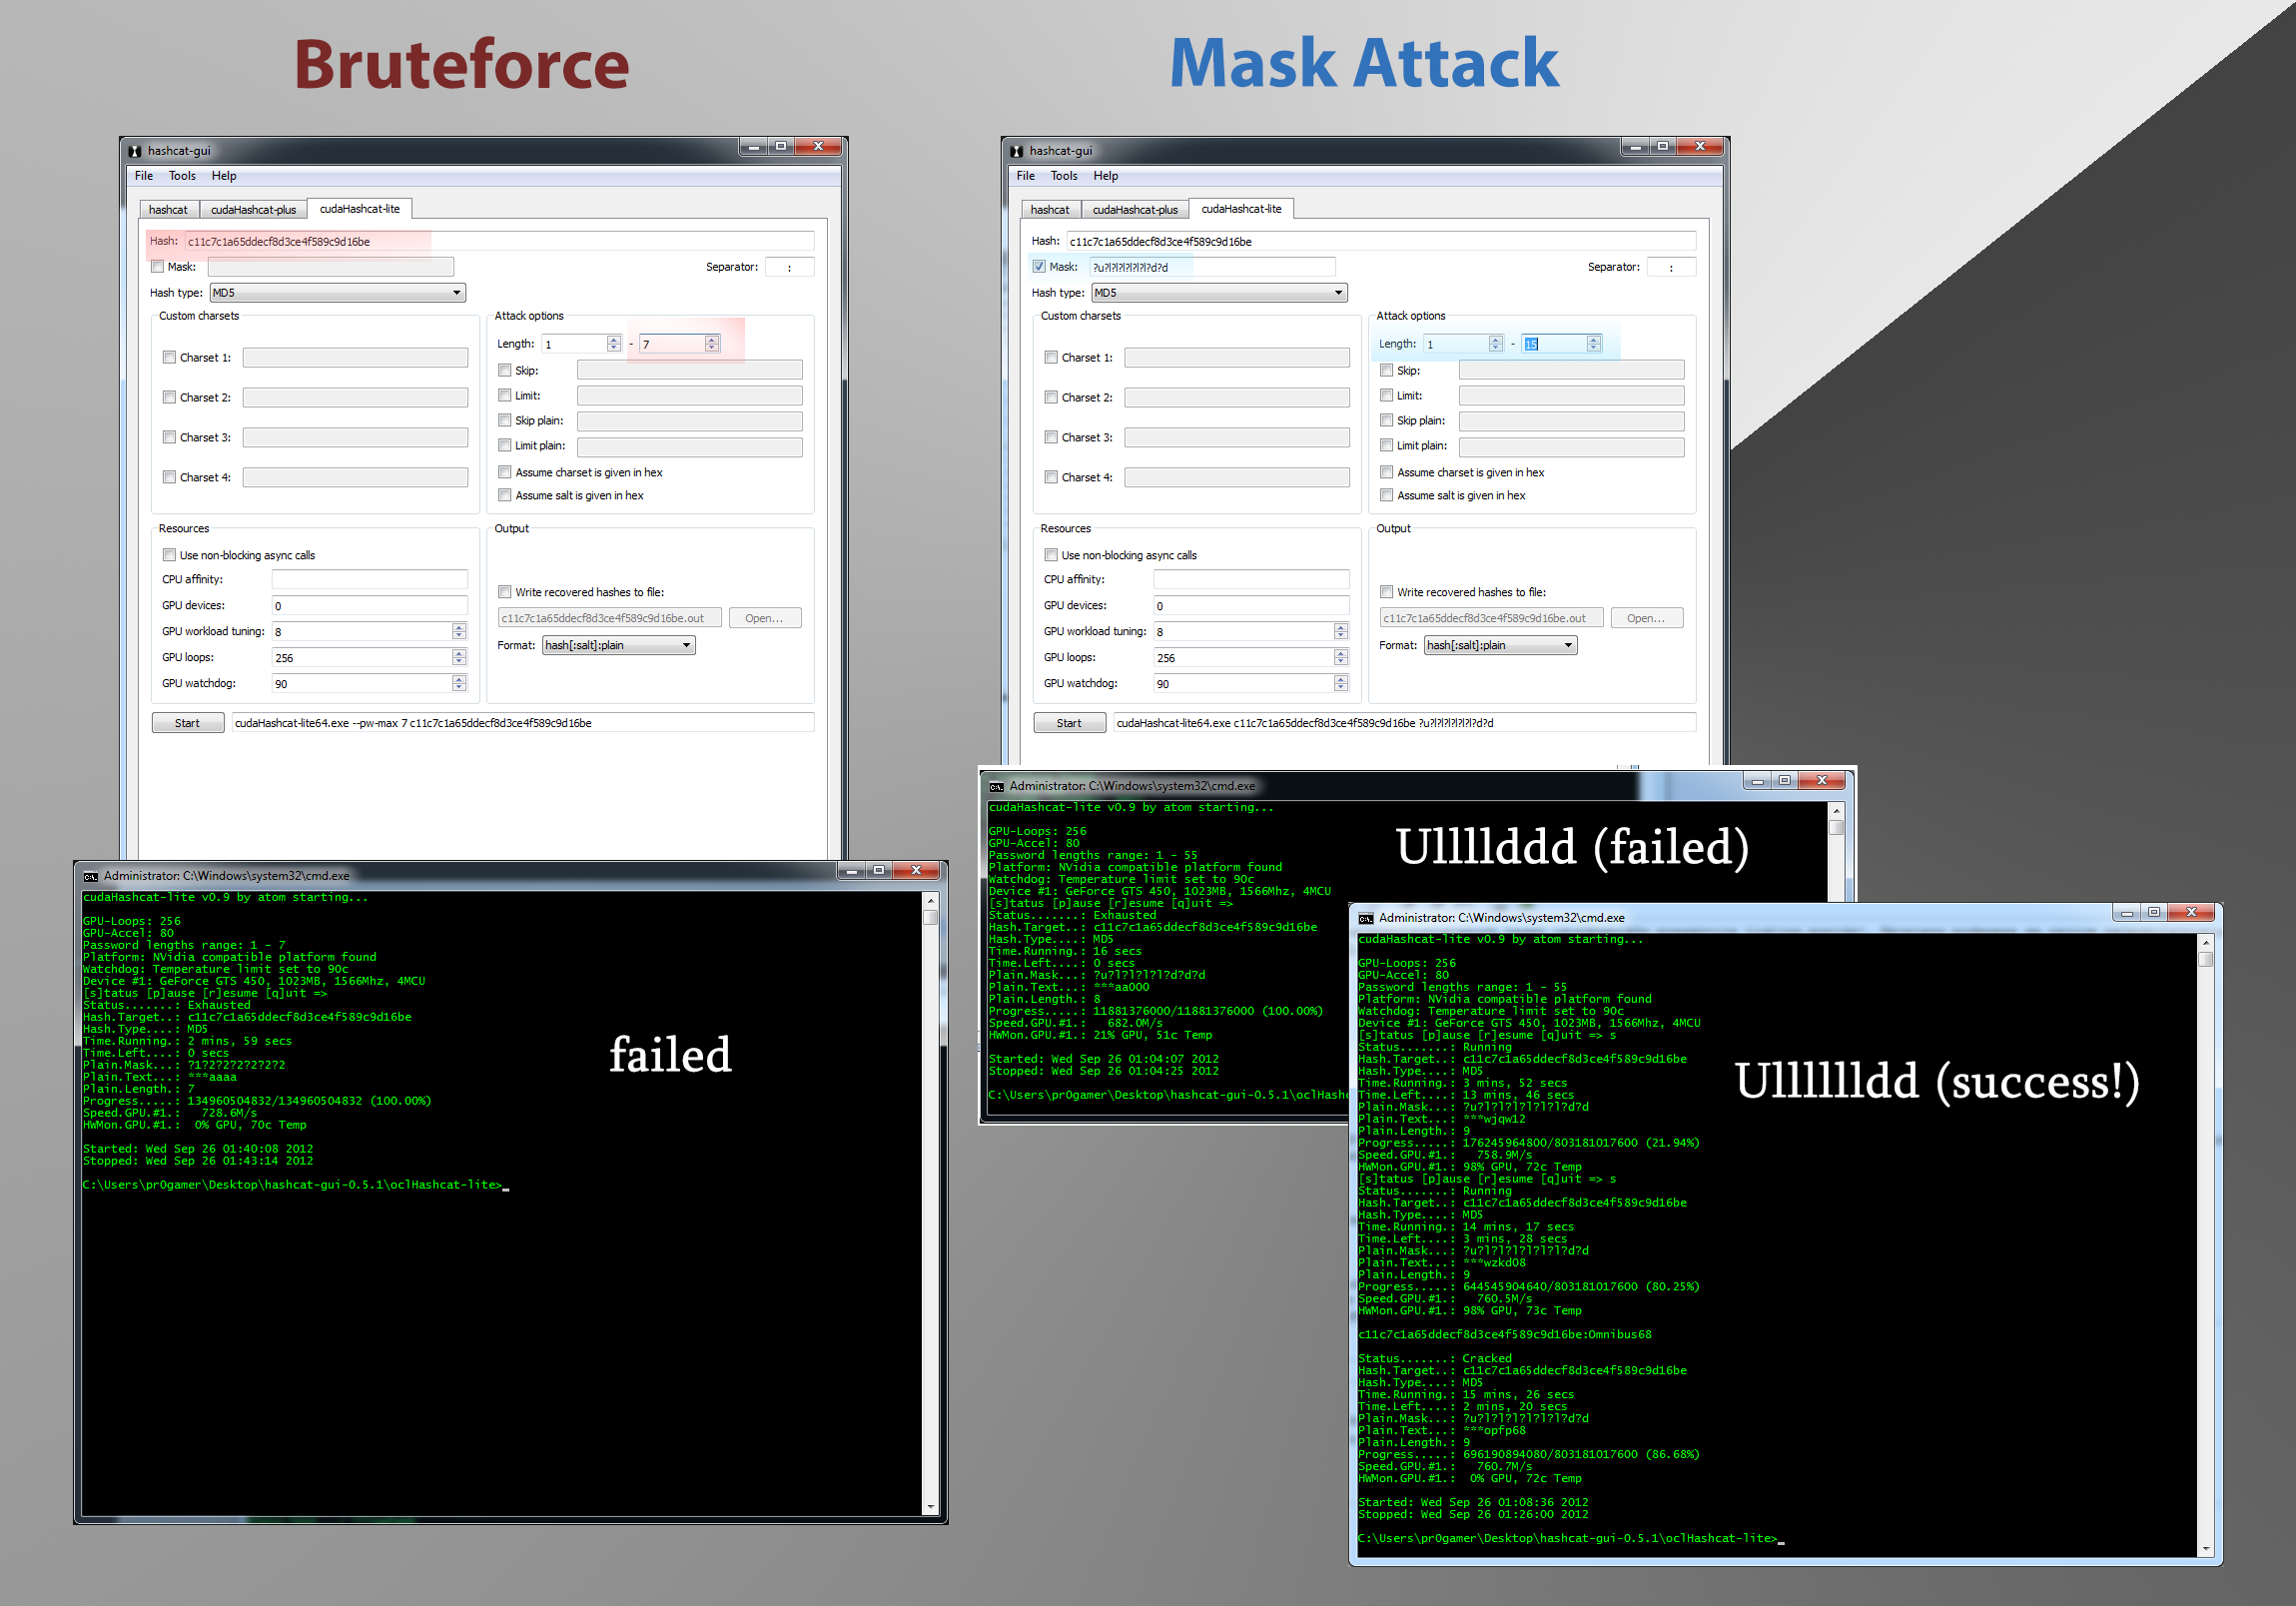 Bruteforce
hashcat-gui
File Tools Help
hashcat cudaHashcat-plus cudaHashcat-lite
Hash: c11c7c1a65ddecf8d3ce4f589c9d16be
Mask: Separator: :
Hash type: MD5
Custom charsets
Charset 1:
Charset 2:
Charset 3:
Charset 4:
Attack options
Length: 1 - 7
Skip:
Limit:
Skip plain:
Limit plain:
Assume charset is given in hex
Assume salt is given in hex
Resources
Use non-blocking async calls
CPU affinity:
GPU devices: 0
GPU workload tuning: 8
GPU loops: 256
GPU watchdog: 90
Output
Write recovered hashes to file:
c11c7c1a65ddecf8d3ce4f589c9d16be.out Open...
Format: hash[:salt]:plain
Start cudaHashcat-lite64.exe --pw-max 7 c11c7c1a65ddecf8d3ce4f589c9d16be
Administrator: C:\Windows\system32\cmd.exe
cudaHashcat-lite v0.9 by atom starting...
GPU-Loops: 256
GPU-Accel: 80
Password lengths range: 1 - 7
Platform: NVidia compatible platform found
Watchdog: Temperature limit set to 90c
Device #1: GeForce GTS 450, 1023MB, 1566Mhz, 4MCU
[s]tatus [p]ause [r]esume [q]uit =>
Status.......: Exhausted
Hash.Target..: c11c7c1a65ddecf8d3ce4f589c9d16be
Hash.Type....: MD5
Time.Running.: 2 mins, 59 secs
Time.Left....: 0 secs
Plain.Mask...: ?1?2?2?2?2?2?2
Plain.Text...: ***aaaa
Plain.Length.: 7
Progress.....: 134960504832/134960504832 (100.00%)
Speed.GPU.#1.: 728.6M/s
HWMon.GPU.#1.: 0% GPU, 70c Temp
Started: Wed Sep 26 01:40:08 2012
Stopped: Wed Sep 26 01:43:14 2012
C:\Users\pr0gamer\Desktop\hashcat-gui-0.5.1\oclHashcat-lite>_
failed
Mask Attack
hashcat-gui
File Tools Help
hashcat cudaHashcat-plus cudaHashcat-lite
Hash: c11c7c1a65ddecf8d3ce4f589c9d16be
Mask: ?u?l?l?l?l?l?l?d?d Separator: :
Hash type: MD5
Custom charsets
Charset 1:
Charset 2:
Charset 3:
Charset 4:
Attack options
Length: 1 - 15
Skip:
Limit:
Skip plain:
Limit plain:
Assume charset is given in hex
Assume salt is given in hex
Resources
Use non-blocking async calls
CPU affinity:
GPU devices: 0
GPU workload tuning: 8
GPU loops: 256
GPU watchdog: 90
Output
Write recovered hashes to file:
c11c7c1a65ddecf8d3ce4f589c9d16be.out Open...
Format: hash[:salt]:plain
Start cudaHashcat-lite64.exe c11c7c1a65ddecf8d3ce4f589c9d16be ?u?l?l?l?l?l?l?d?d
Administrator: C:\Windows\system32\cmd.exe
cudaHashcat-lite v0.9 by atom starting...
GPU-Loops: 256
GPU-Accel: 80
Password lengths range: 1 - 55
Platform: NVidia compatible platform found
Watchdog: Temperature limit set to 90c
Device #1: GeForce GTS 450, 1023MB, 1566Mhz, 4MCU
[s]tatus [p]ause [r]esume [q]uit =>
Status.......: Exhausted
Hash.Target..: c11c7c1a65ddecf8d3ce4f589c9d16be
Hash.Type....: MD5
Time.Running.: 16 secs
Time.Left....: 0 secs
Plain.Mask...: ?u?l?l?l?l?d?d?d
Plain.Text...: ***aa000
Plain.Length.: 8
Progress.....: 11881376000/11881376000 (100.00%)
Speed.GPU.#1.: 682.0M/s
HWMon.GPU.#1.: 21% GPU, 51c Temp
Started: Wed Sep 26 01:04:07 2012
Stopped: Wed Sep 26 01:04:25 2012
C:\Users\pr0gamer\Desktop\hashcat-gui-0.5.1\oclHashc
Ullllddd (failed)
Administrator: C:\Windows\system32\cmd.exe
cudaHashcat-lite v0.9 by atom starting...
GPU-Loops: 256
GPU-Accel: 80
Password lengths range: 1 - 55
Platform: NVidia compatible platform found
Watchdog: Temperature limit set to 90c
Device #1: GeForce GTS 450, 1023MB, 1566Mhz, 4MCU
[s]tatus [p]ause [r]esume [q]uit => s
Status.......: Running
Hash.Target..: c11c7c1a65ddecf8d3ce4f589c9d16be
Hash.Type....: MD5
Time.Running.: 3 mins, 52 secs
Time.Left....: 13 mins, 46 secs
Plain.Mask...: ?u?l?l?l?l?l?l?d?d
Plain.Text...: ***wjqw12
Plain.Length.: 9
Progress.....: 176245964800/803181017600 (21.94%)
Speed.GPU.#1.: 758.9M/s
HWMon.GPU.#1.: 98% GPU, 72c Temp
[s]tatus [p]ause [r]esume [q]uit => s
Status.......: Running
Hash.Target..: c11c7c1a65ddecf8d3ce4f589c9d16be
Hash.Type....: MD5
Time.Running.: 14 mins, 17 secs
Time.Left....: 3 mins, 28 secs
Plain.Mask...: ?u?l?l?l?l?l?l?d?d
Plain.Text...: ***wzkd08
Plain.Length.: 9
Progress.....: 644545904640/803181017600 (80.25%)
Speed.GPU.#1.: 760.5M/s
HWMon.GPU.#1.: 98% GPU, 73c Temp
c11c7c1a65ddecf8d3ce4f589c9d16be:Omnibus68
Status.......: Cracked
Hash.Target..: c11c7c1a65ddecf8d3ce4f589c9d16be
Hash.Type....: MD5
Time.Running.: 15 mins, 26 secs
Time.Left....: 2 mins, 20 secs
Plain.Mask...: ?u?l?l?l?l?l?l?d?d
Plain.Text...: ***opfp68
Plain.Length.: 9
Progress.....: 696190894080/803181017600 (86.68%)
Speed.GPU.#1.: 760.7M/s
HWMon.GPU.#1.: 0% GPU, 72c Temp
Started: Wed Sep 26 01:08:36 2012
Stopped: Wed Sep 26 01:26:00 2012
C:\Users\pr0gamer\Desktop\hashcat-gui-0.5.1\oclHashcat-lite>_
Ulllllldd (success!)